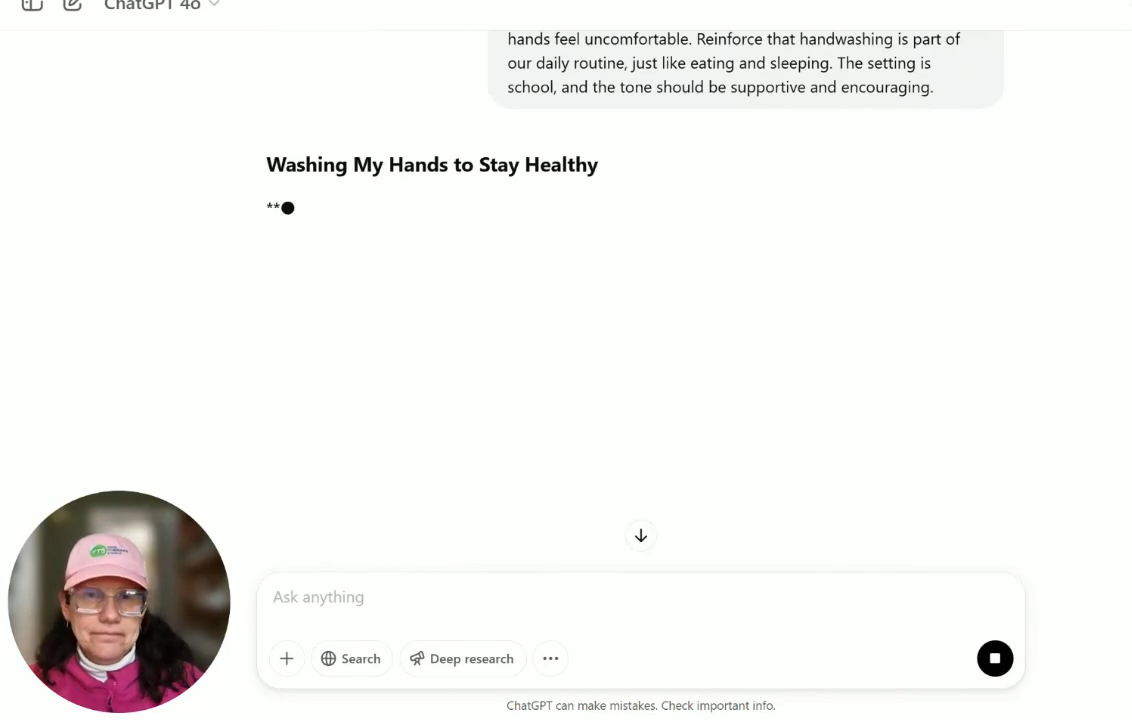 ChatGPT 4o
hands feel uncomfortable. Reinforce that handwashing is part of
our daily routine, just like eating and sleeping. The setting is
school, and the tone should be supportive and encouraging.
Washing My Hands to Stay Healthy
**
Ask anything
Search
Deep research
ChatGPT can make mistakes. Check important info.